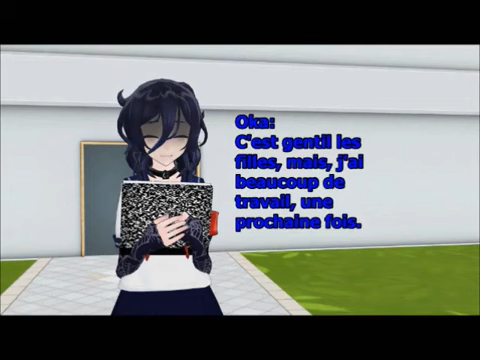 Oka:
C'est gentil les
filles, mais, j'ai
beaucoup de
travail, une
prochaine fois.